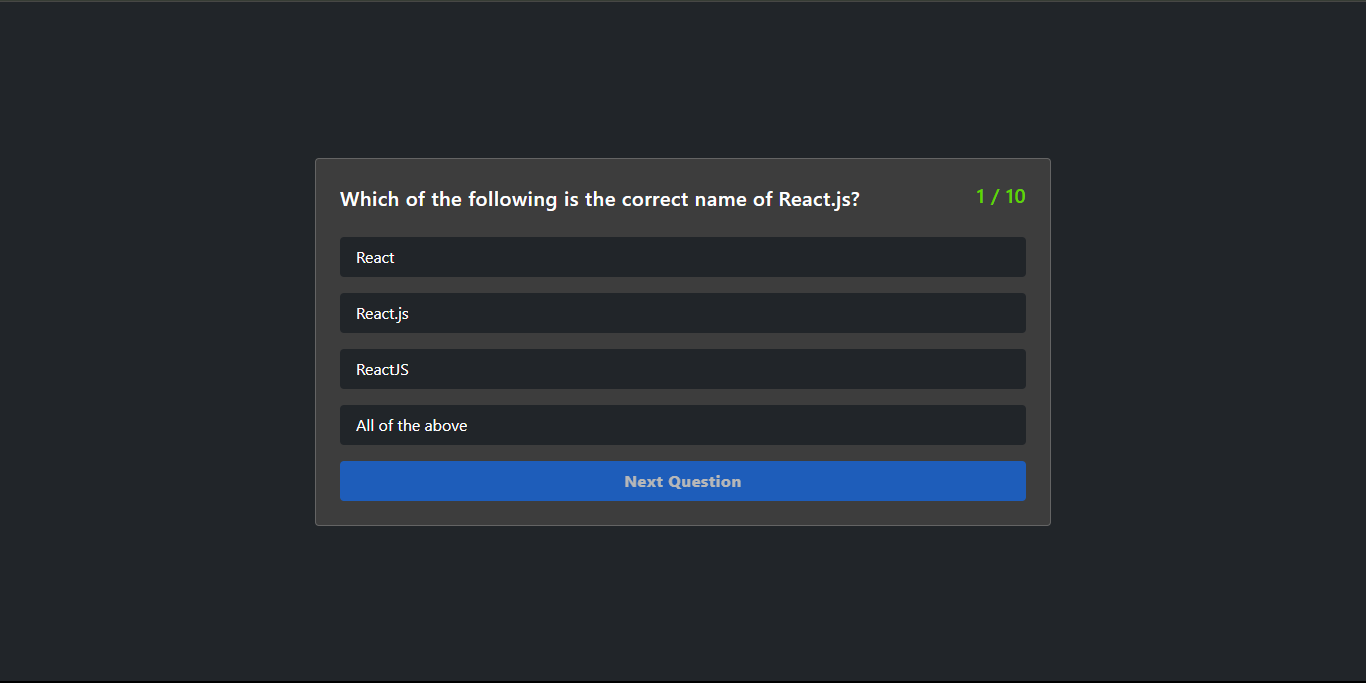 Which of the following is the correct name of React.js?
1 / 10
React
React.js
ReactJS
All of the above
Next Question